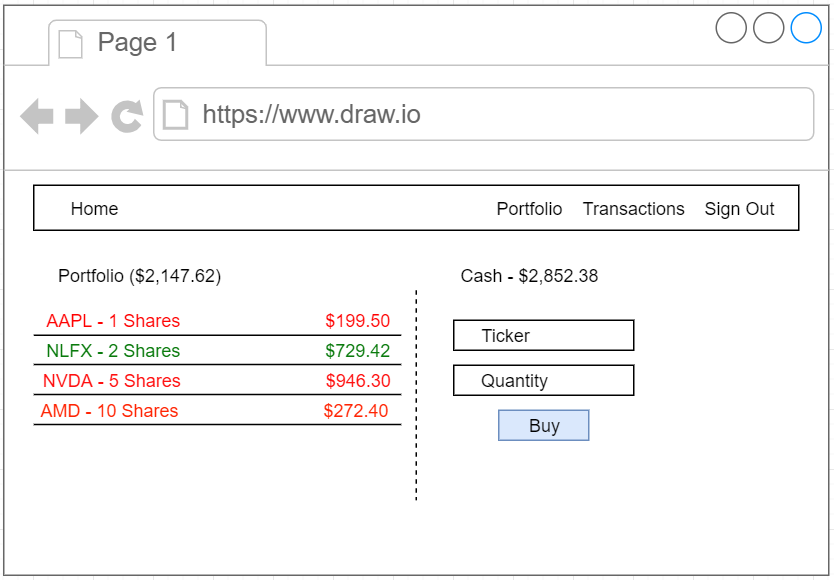 Page 1
https://www.draw.io
Home Portfolio Transactions Sign Out
Portfolio ($2,147.62)
AAPL - 1 Shares $199.50
NLFX - 2 Shares $729.42
NVDA - 5 Shares $946.30
AMD - 10 Shares $272.40
Cash - $2,852.38
Ticker
Quantity
Buy